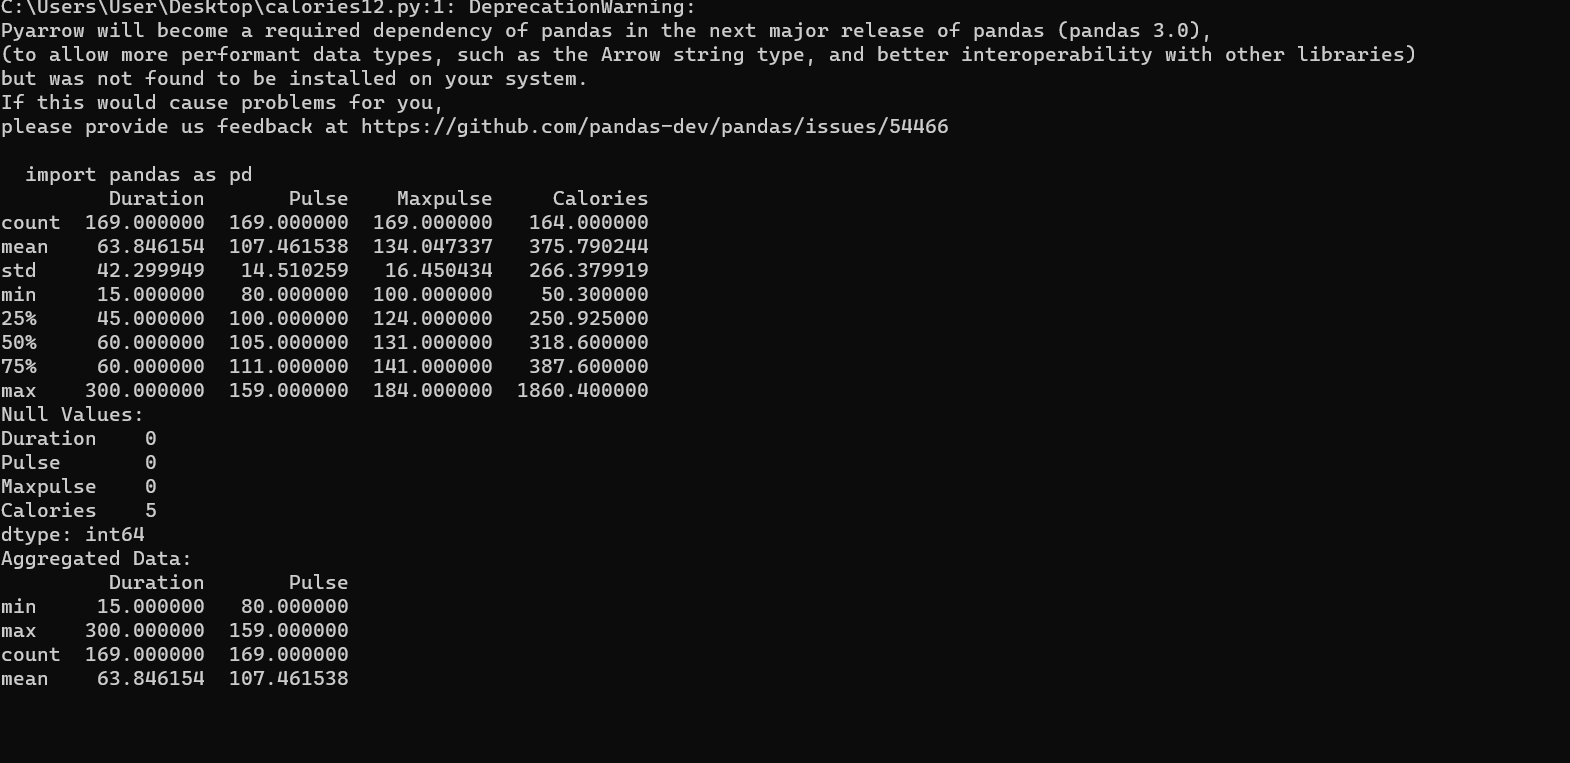 C:\Users\User\Desktop\calories12.py:1: DeprecationWarning:
Pyarrow will become a required dependency of pandas in the next major release of pandas (pandas 3.0),
(to allow more performant data types, such as the Arrow string type, and better interoperability with other libraries)
but was not found to be installed on your system.
If this would cause problems for you,
please provide us feedback at https://github.com/pandas-dev/pandas/issues/54466

  import pandas as pd
         Duration       Pulse    Maxpulse     Calories
count  169.000000  169.000000  169.000000   164.000000
mean    63.846154  107.461538  134.047337   375.790244
std     42.299949   14.510259   16.450434   266.379919
min     15.000000   80.000000  100.000000    50.300000
25%     45.000000  100.000000  124.000000   250.925000
50%     60.000000  105.000000  131.000000   318.600000
75%     60.000000  111.000000  141.000000   387.600000
max    300.000000  159.000000  184.000000  1860.400000
Null Values:
Duration    0
Pulse       0
Maxpulse    0
Calories    5
dtype: int64
Aggregated Data:
         Duration       Pulse
min     15.000000   80.000000
max    300.000000  159.000000
count  169.000000  169.000000
mean    63.846154  107.461538